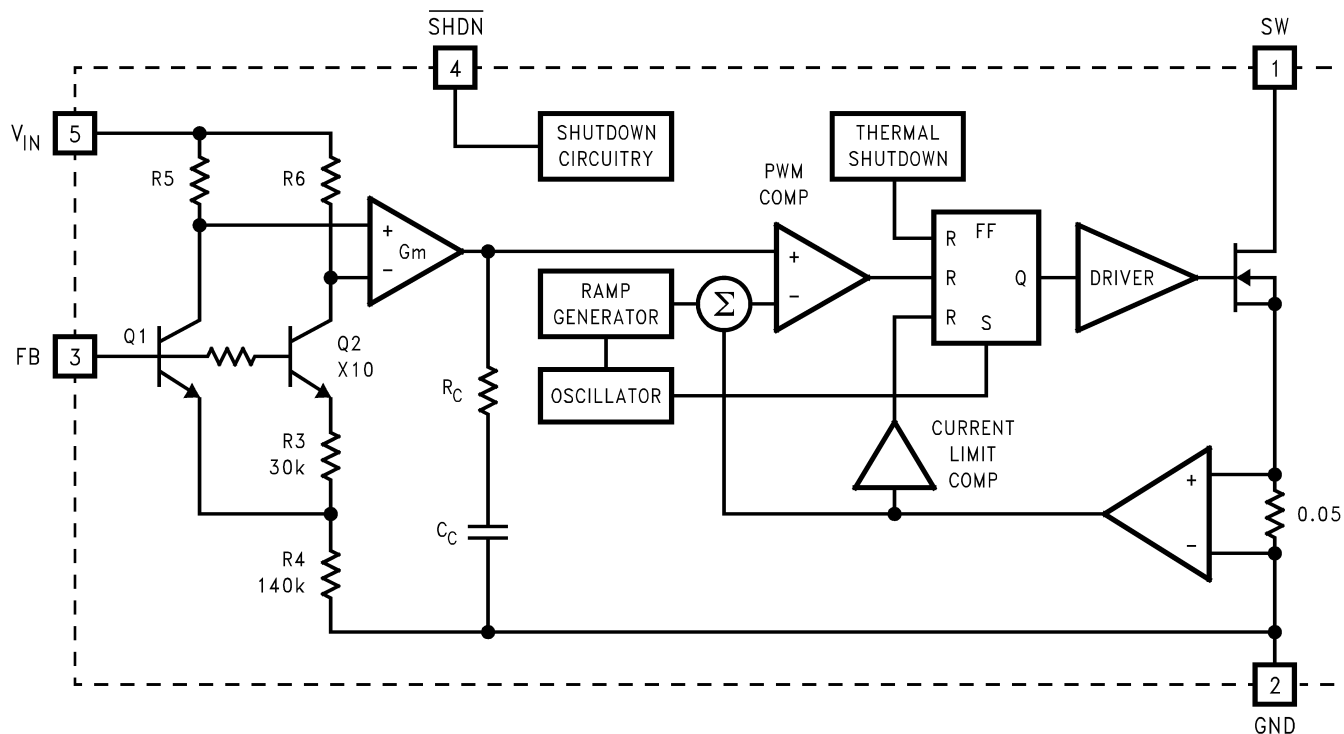 SHDN
4
SW
1
V_IN
5
R5
R6
SHUTDOWN
CIRCUITRY
THERMAL
SHUTDOWN
PWM
COMP
+
Gm
−
+
−
R
FF
R
Q
R
S
DRIVER
RAMP
GENERATOR
Σ
OSCILLATOR
FB
3
Q1
Q2
X10
R_C
CURRENT
LIMIT
COMP
R3
30k
+
−
0.05
C_C
R4
140k
2
GND